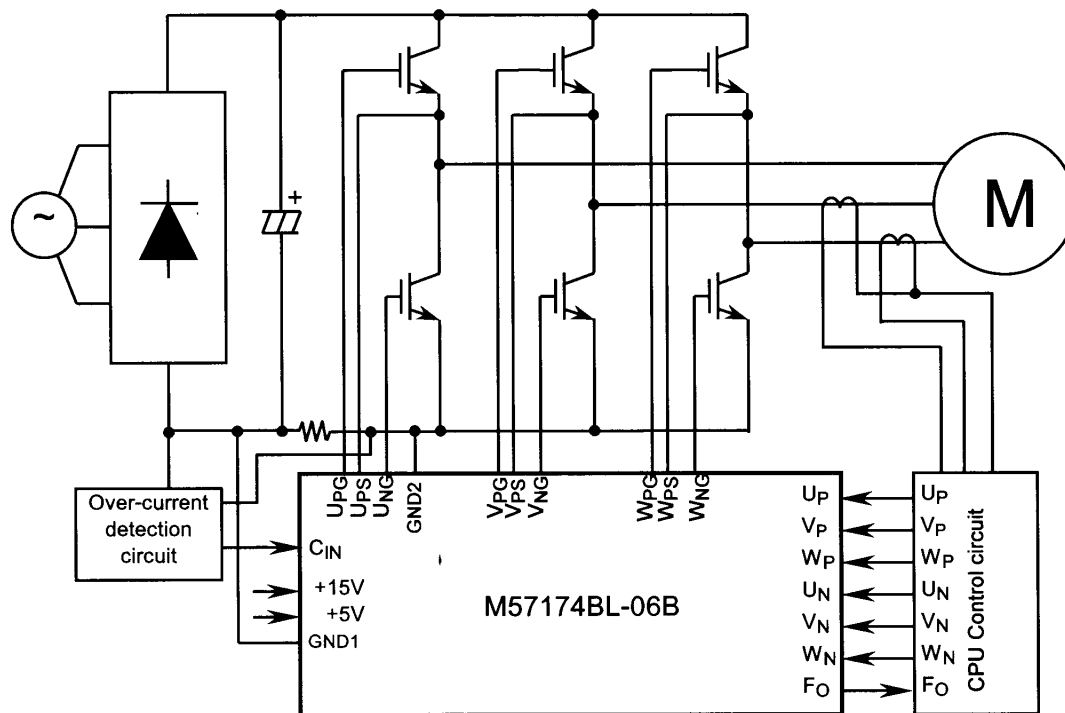 ~
+
M
Over-current
detection
circuit
UPG
UPS
UNG
GND2
VPG
VPS
VNG
WPG
WPS
WNG
CIN
+15V
+5V
GND1
M57174BL-06B
UP
VP
WP
UN
VN
WN
FO
UP
VP
WP
UN
VN
WN
FO
CPU Control circuit